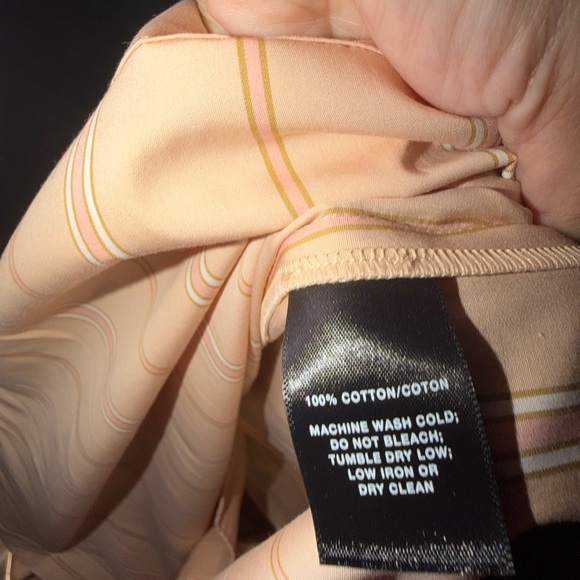 100% COTTON/COTON
MACHINE WASH COLD;
DO NOT BLEACH;
TUMBLE DRY LOW;
LOW IRON OR
DRY CLEAN